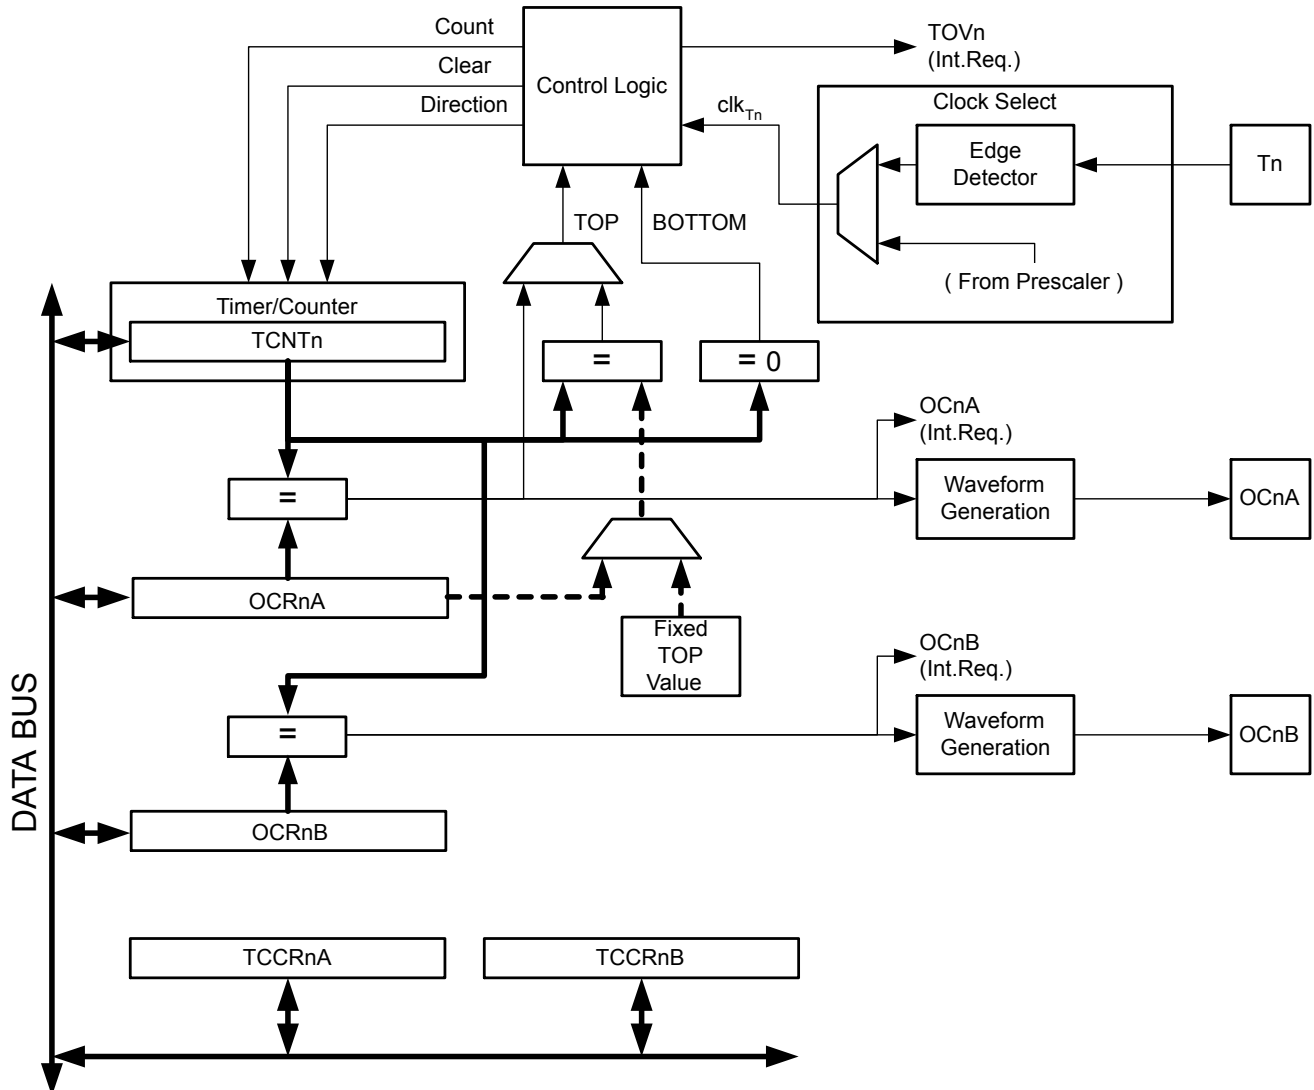 Count
Clear
Direction
Control Logic
TOVn
(Int.Req.)
clkTn
Clock Select
Edge
Detector
Tn
( From Prescaler )
TOP
BOTTOM
Timer/Counter
TCNTn
=
= 0
OCnA
(Int.Req.)
=
Waveform
Generation
OCnA
OCRnA
Fixed
TOP
Value
OCnB
(Int.Req.)
=
Waveform
Generation
OCnB
OCRnB
DATA BUS
TCCRnA
TCCRnB